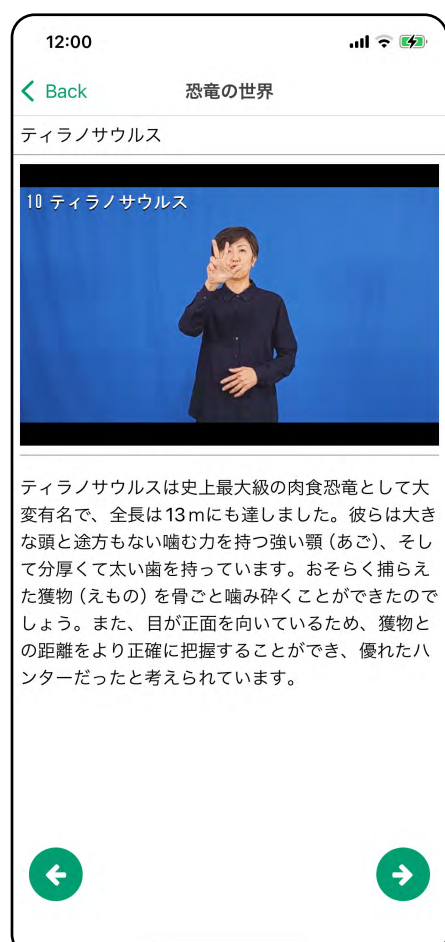 12:00
Back
恐竜の世界
ティラノサウルス
10 ティラノサウルス
ティラノサウルスは史上最大級の肉食恐竜として大
変有名で、全長は13mにも達しました。彼らは大き
な頭と途方もない噛む力を持つ強い顎（あご）、そし
て分厚くて太い歯を持っています。おそらく捕らえ
た獲物（えもの）を骨ごと噛み砕くことができたので
しょう。また、目が正面を向いているため、獲物と
の距離をより正確に把握することができ、優れたハ
ンターだったと考えられています。